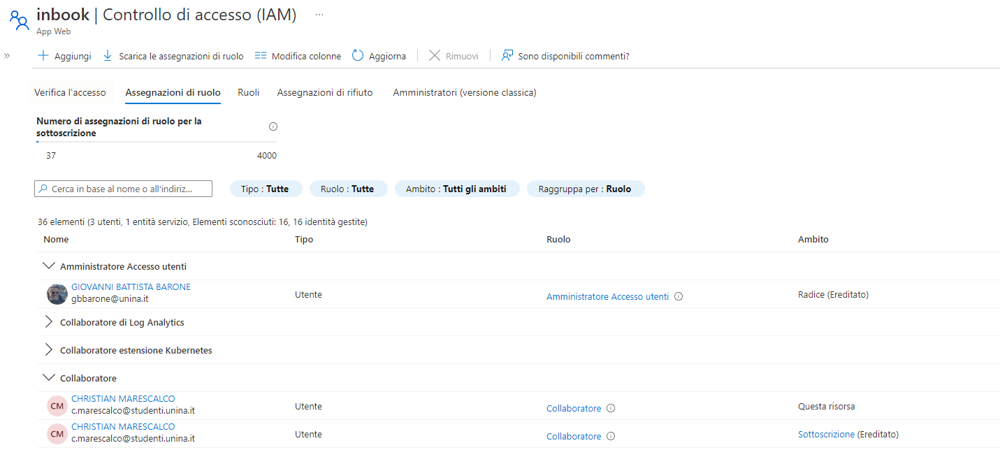 inbook | Controllo di accesso (IAM) ...
App Web
» Aggiungi Scarica le assegnazioni di ruolo Modifica colonne Aggiorna Rimuovi Sono disponibili commenti?
Verifica l'accesso Assegnazioni di ruolo Ruoli Assegnazioni di rifiuto Amministratori (versione classica)
Numero di assegnazioni di ruolo per la
sottoscrizione
37 4000
Cerca in base al nome o all'indiriz... Tipo : Tutte Ruolo : Tutte Ambito : Tutti gli ambiti Raggruppa per : Ruolo
36 elementi (3 utenti, 1 entità servizio, Elementi sconosciuti: 16, 16 identità gestite)
Nome Tipo Ruolo Ambito
Amministratore Accesso utenti
GIOVANNI BATTISTA BARONE
gbbarone@unina.it Utente Amministratore Accesso utenti Radice (Ereditato)
Collaboratore di Log Analytics
Collaboratore estensione Kubernetes
Collaboratore
CHRISTIAN MARESCALCO
CM c.marescalco@studenti.unina.it Utente Collaboratore Questa risorsa
CHRISTIAN MARESCALCO
CM c.marescalco@studenti.unina.it Utente Collaboratore Sottoscrizione (Ereditato)